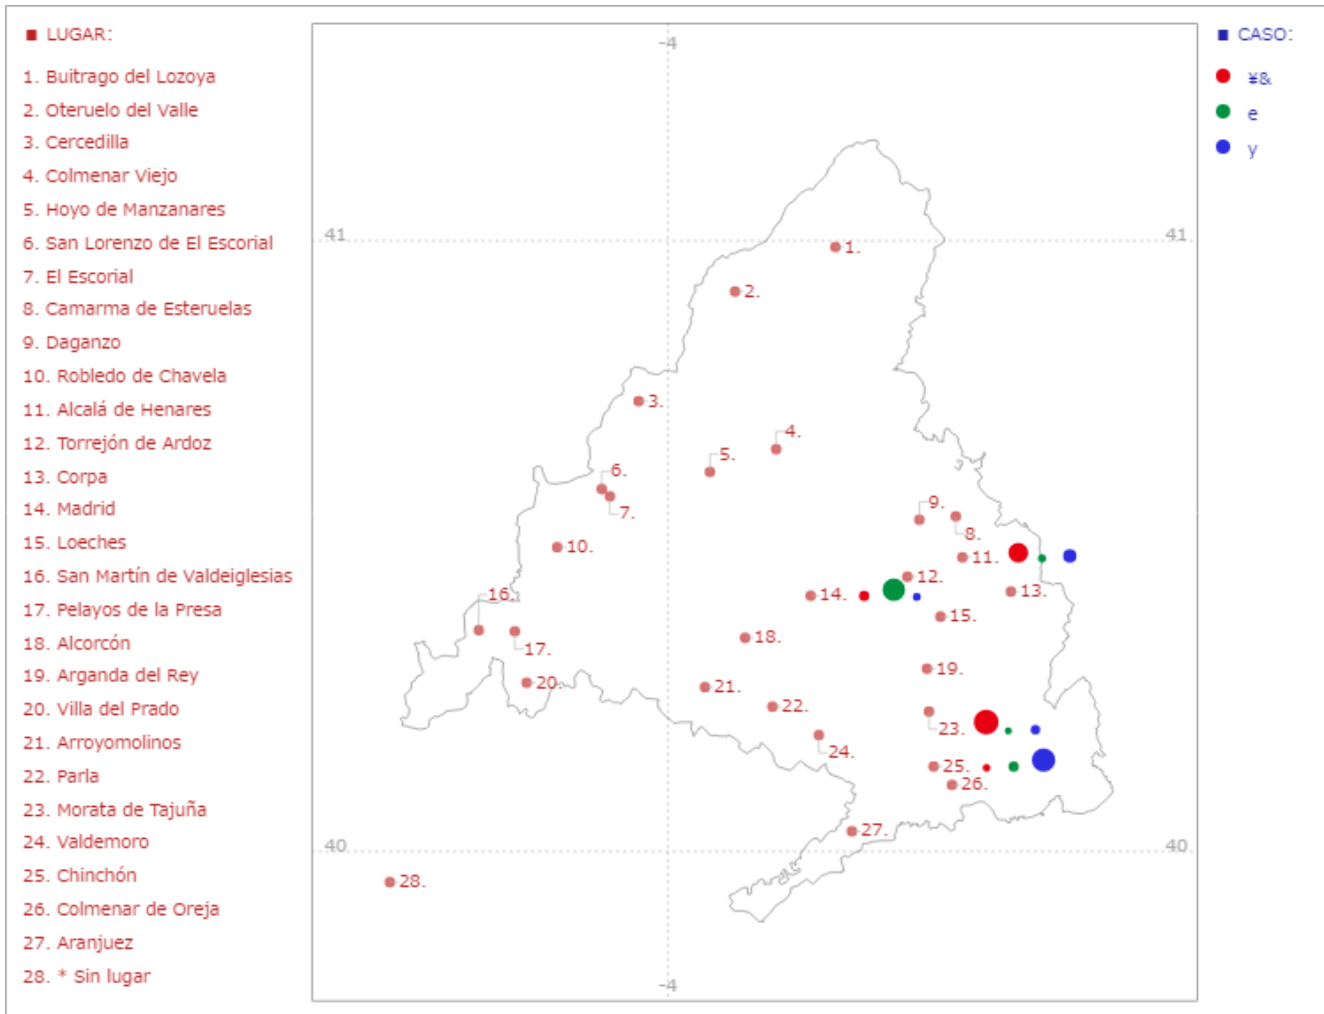 ■ LUGAR:
1. Buitrago del Lozoya
2. Oteruelo del Valle
3. Cercedilla
4. Colmenar Viejo
5. Hoyo de Manzanares
6. San Lorenzo de El Escorial
7. El Escorial
8. Camarma de Esteruelas
9. Daganzo
10. Robledo de Chavela
11. Alcalá de Henares
12. Torrejón de Ardoz
13. Corpa
14. Madrid
15. Loeches
16. San Martín de Valdeiglesias
17. Pelayos de la Presa
18. Alcorcón
19. Arganda del Rey
20. Villa del Prado
21. Arroyomolinos
22. Parla
23. Morata de Tajuña
24. Valdemoro
25. Chinchón
26. Colmenar de Oreja
27. Aranjuez
28. * Sin lugar
-4
41 41
1.
2.
3.
4.
5.
6.
7.
9.
8.
10.
11.
12.
13.
14.
16.
15.
17.
18.
19.
20.
21.
22.
23.
24.
25.
26.
27.
40 40
28.
-4
■ CASO:
¥&
e
y